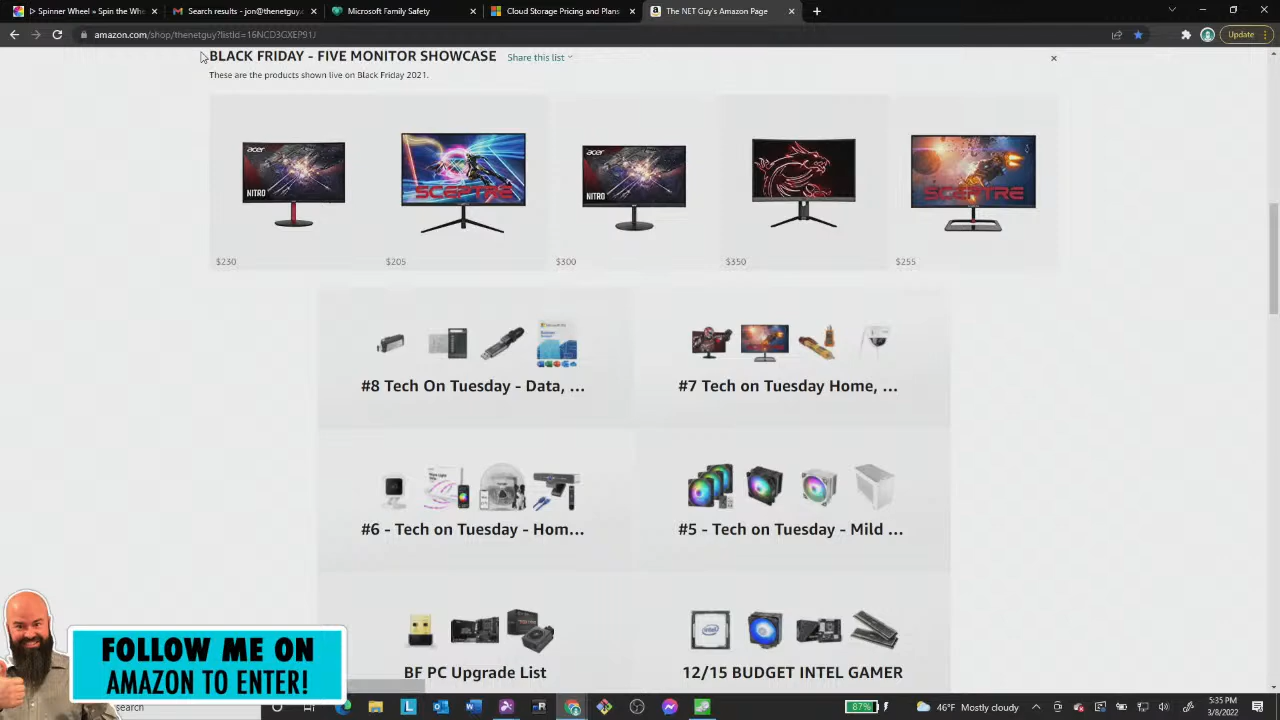 Spinner Wheel » Spin the Wh
Search results - jon@thenetguy.c
Microsoft Family Safety
Cloud Storage Pricing and Plans
The NET Guy's Amazon Page
amazon.com/shop/thenetguy?listid=16NCD3GXEP91J
Update
BLACK FRIDAY - FIVE MONITOR SHOWCASE
Share this list
These are the products shown live on Black Friday 2021.
acer
NITRO
SCEPTRE
acer
NITRO
SCEPTRE
$230
$205
$300
$350
$255
#8 Tech On Tuesday - Data, ...
#7 Tech on Tuesday Home, ...
#6 - Tech on Tuesday - Hom...
#5 - Tech on Tuesday - Mild ...
intel
BF PC Upgrade List
12/15 BUDGET INTEL GAMER
FOLLOW ME ON
AMAZON TO ENTER!
search
87%
46°F Mostly cloudy
5:35 PM
3/8/2022